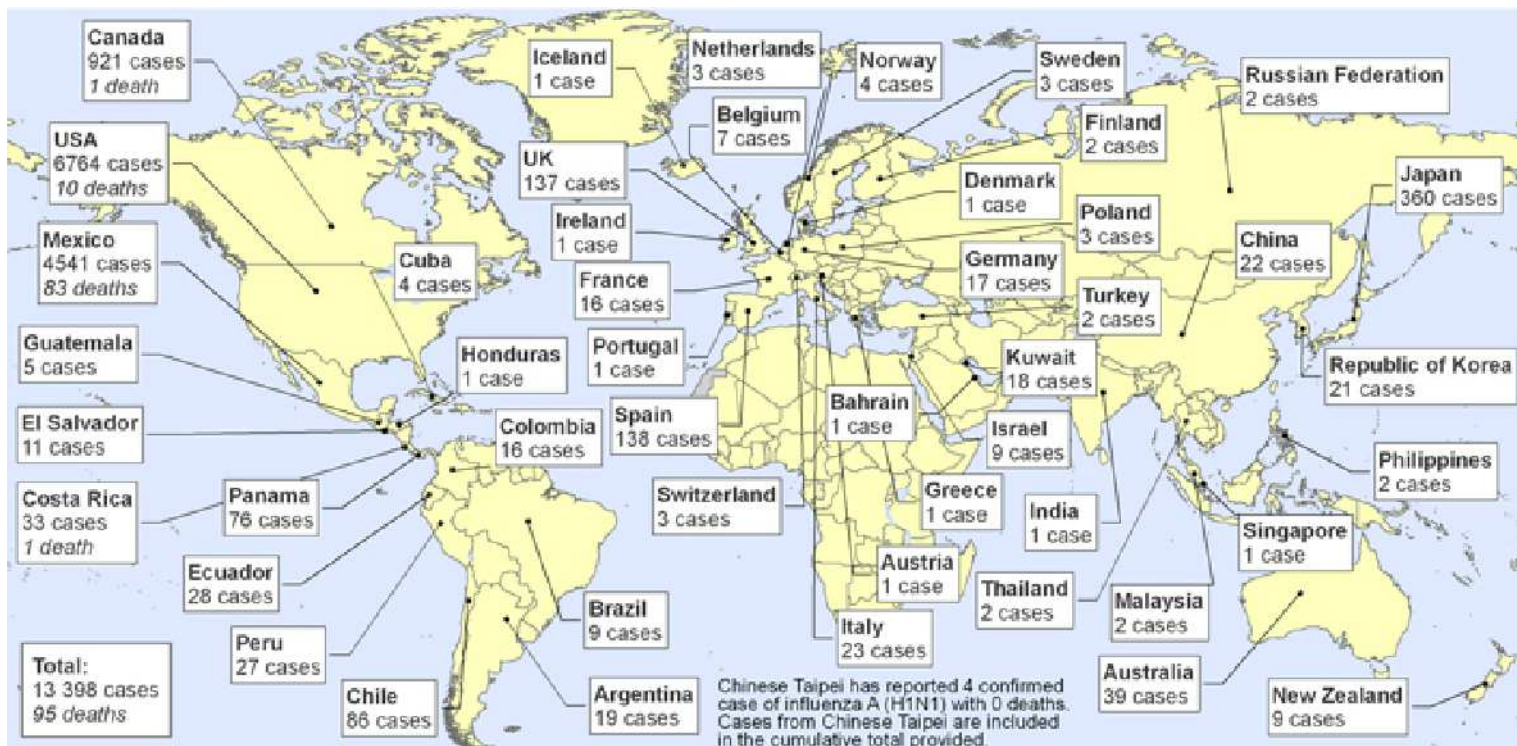 Canada
921 cases
1 death
USA
6764 cases
10 deaths
Mexico
4541 cases
83 deaths
Guatemala
5 cases
El Salvador
11 cases
Costa Rica
33 cases
1 death
Panama
76 cases
Ecuador
28 cases
Peru
27 cases
Chile
86 cases
Total:
13 398 cases
95 deaths
Cuba
4 cases
Honduras
1 case
Colombia
16 cases
Brazil
9 cases
Argentina
19 cases
Iceland
1 case
Netherlands
3 cases
Norway
4 cases
Sweden
3 cases
Russian Federation
2 cases
Belgium
7 cases
Finland
2 cases
UK
137 cases
Denmark
1 case
Japan
360 cases
Ireland
1 case
Poland
3 cases
China
22 cases
France
16 cases
Germany
17 cases
Turkey
2 cases
Portugal
1 case
Kuwait
18 cases
Republic of Korea
21 cases
Spain
138 cases
Bahrain
1 case
Israel
9 cases
Philippines
2 cases
Switzerland
3 cases
Greece
1 case
India
1 case
Singapore
1 case
Austria
1 case
Thailand
2 cases
Malaysia
2 cases
Italy
23 cases
Australia
39 cases
New Zealand
9 cases
Chinese Taipei has reported 4 confirmed
case of influenza A (H1N1) with 0 deaths.
Cases from Chinese Taipei are included
in the cumulative total provided.